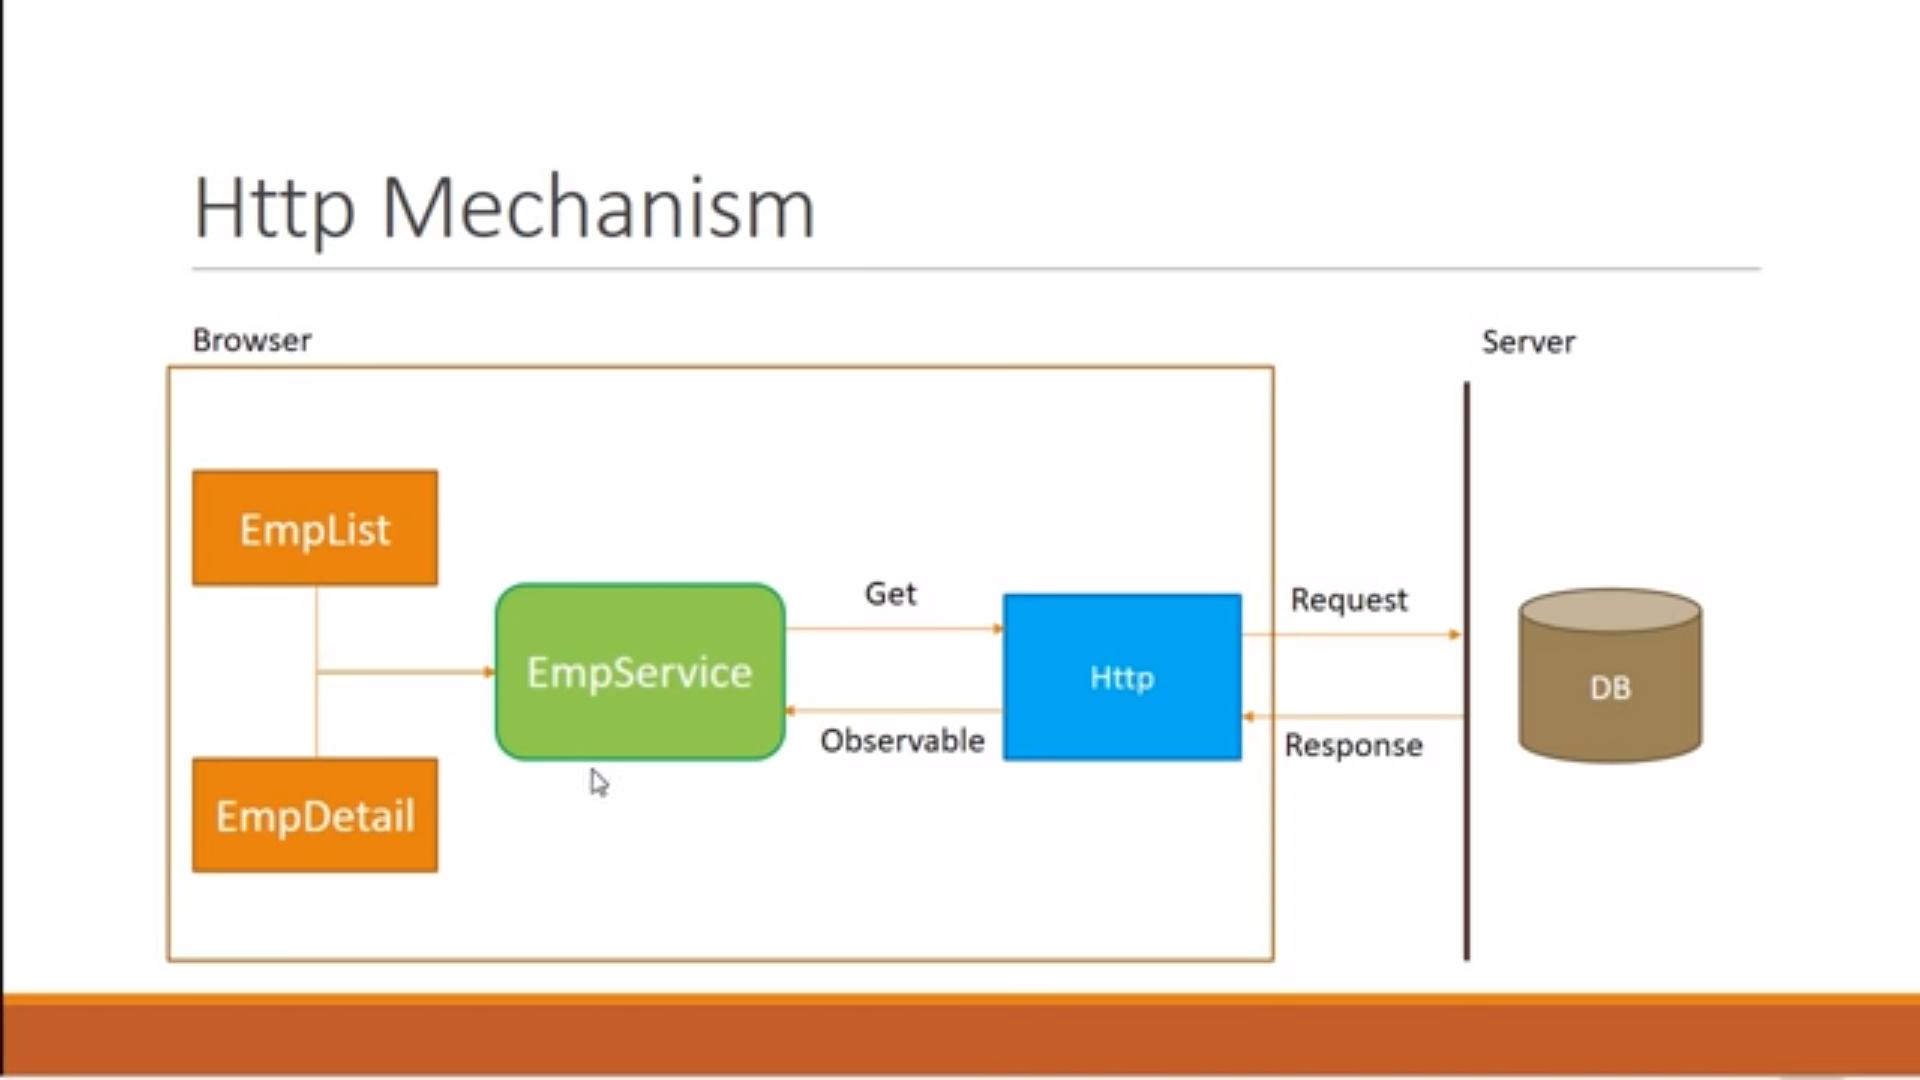 Http Mechanism
Browser
Server
EmpList
Get
Request
EmpService
Http
DB
Observable
Response
EmpDetail